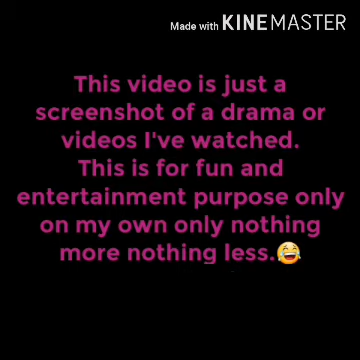 Made with KINEMASTER
This video is just a
screenshot of a drama or
videos I've watched.
This is for fun and
entertainment purpose only
on my own only nothing
more nothing less.😂